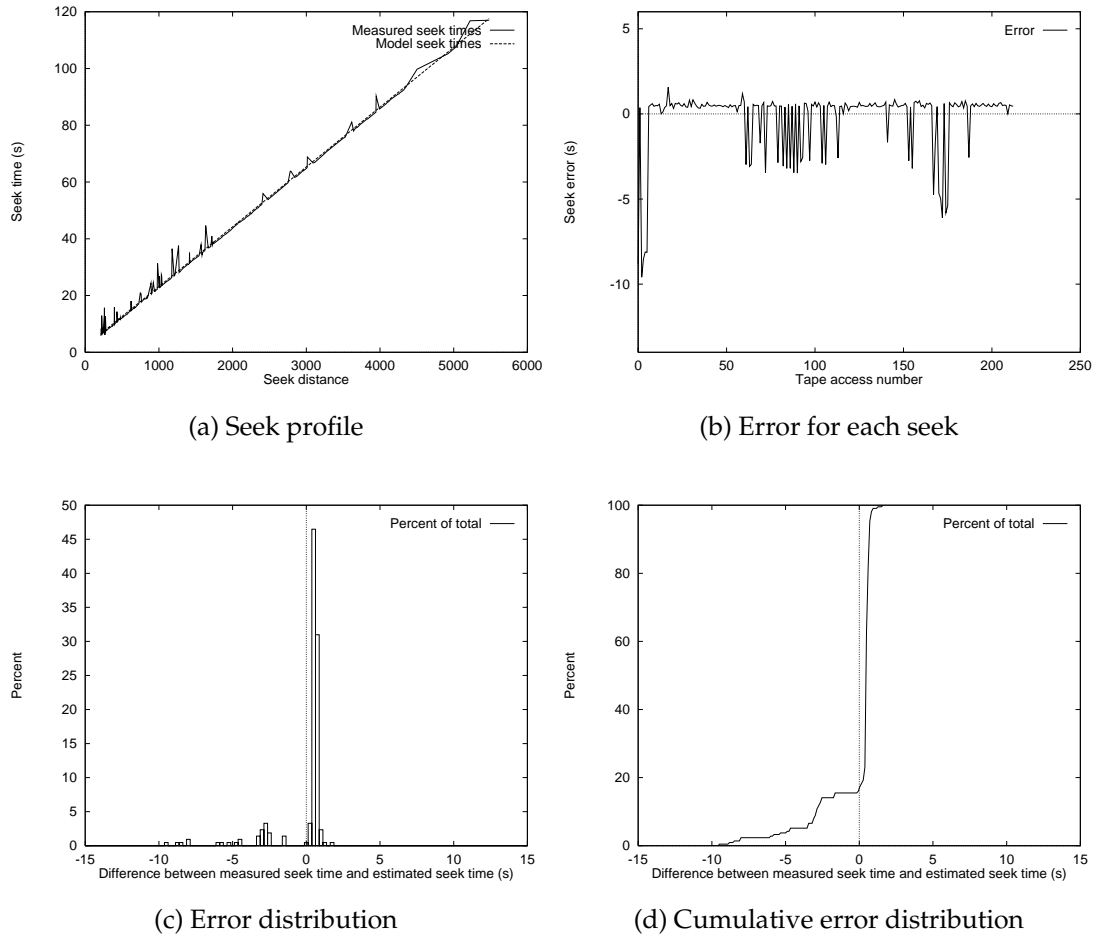 120
100
80
60
40
20
0
Seek time (s)
Measured seek times
Model seek times
0 1000 2000 3000 4000 5000 6000
Seek distance
(a) Seek profile
5
0
-5
-10
Seek error (s)
Error
0 50 100 150 200 250
Tape access number
(b) Error for each seek
50
45
40
35
30
25
20
15
10
5
0
Percent
Percent of total
-15 -10 -5 0 5 10 15
Difference between measured seek time and estimated seek time (s)
(c) Error distribution
100
80
60
40
20
0
Percent
Percent of total
-15 -10 -5 0 5 10 15
Difference between measured seek time and estimated seek time (s)
(d) Cumulative error distribution